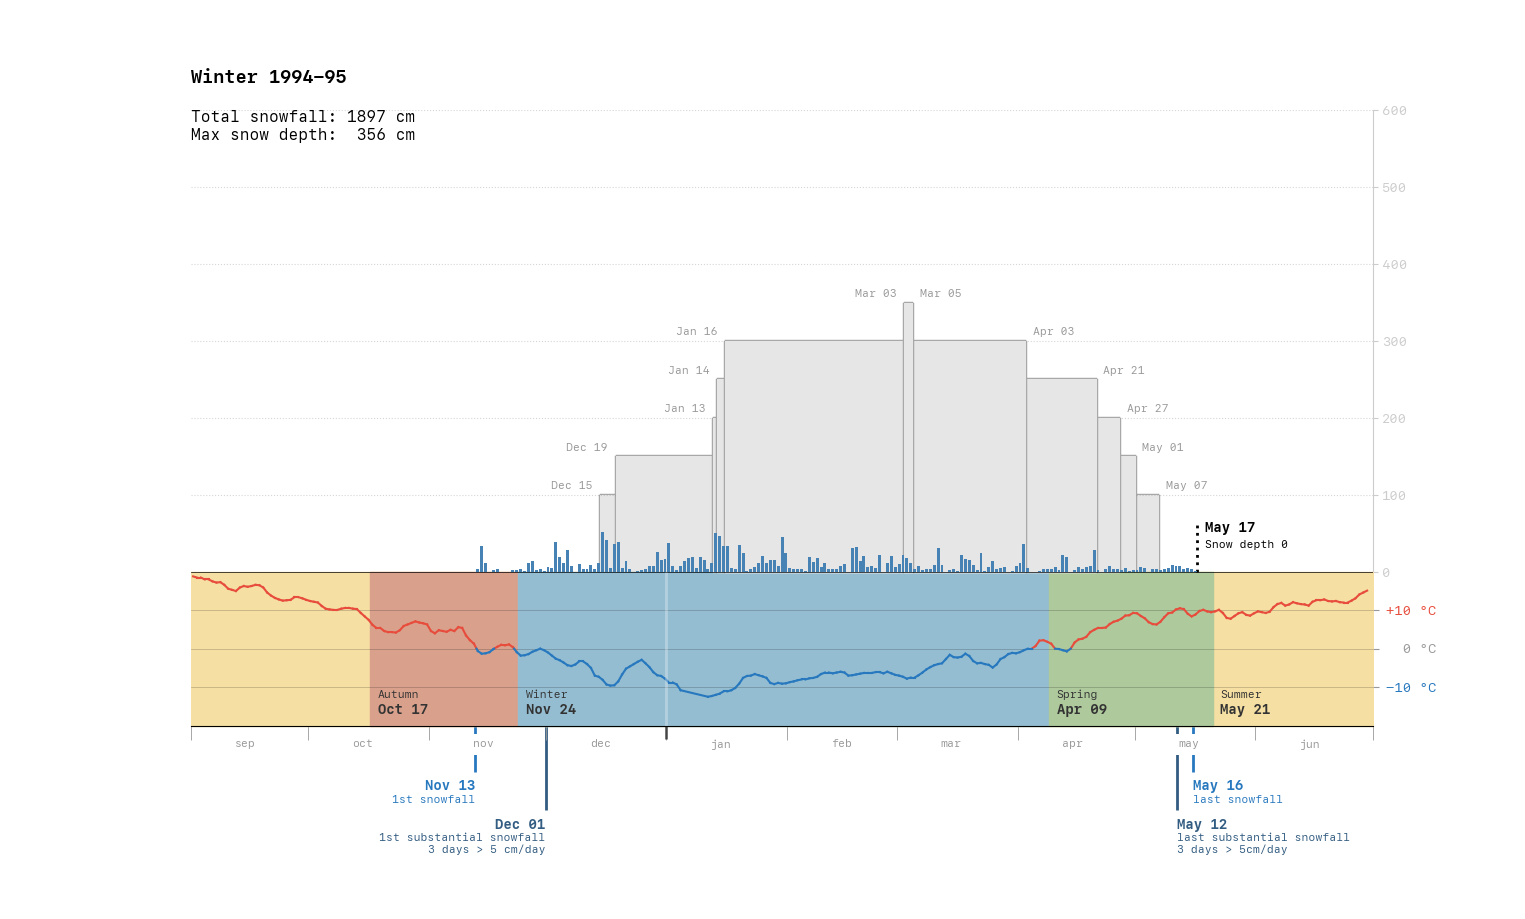 Winter 1994–95
Total snowfall: 1897 cm
Max snow depth:  356 cm
600
500
400
Mar 03
Mar 05
Jan 16
Apr 03
300
Jan 14
Apr 21
Jan 13
Apr 27
200
Dec 19
May 01
Dec 15
May 07
100
May 17
Snow depth 0
0
+10 °C
0 °C
−10 °C
Autumn
Oct 17
Winter
Nov 24
Spring
Apr 09
Summer
May 21
sep
oct
nov
dec
jan
feb
mar
apr
may
jun
Nov 13
1st snowfall
May 16
last snowfall
Dec 01
1st substantial snowfall
3 days > 5 cm/day
May 12
last substantial snowfall
3 days > 5cm/day